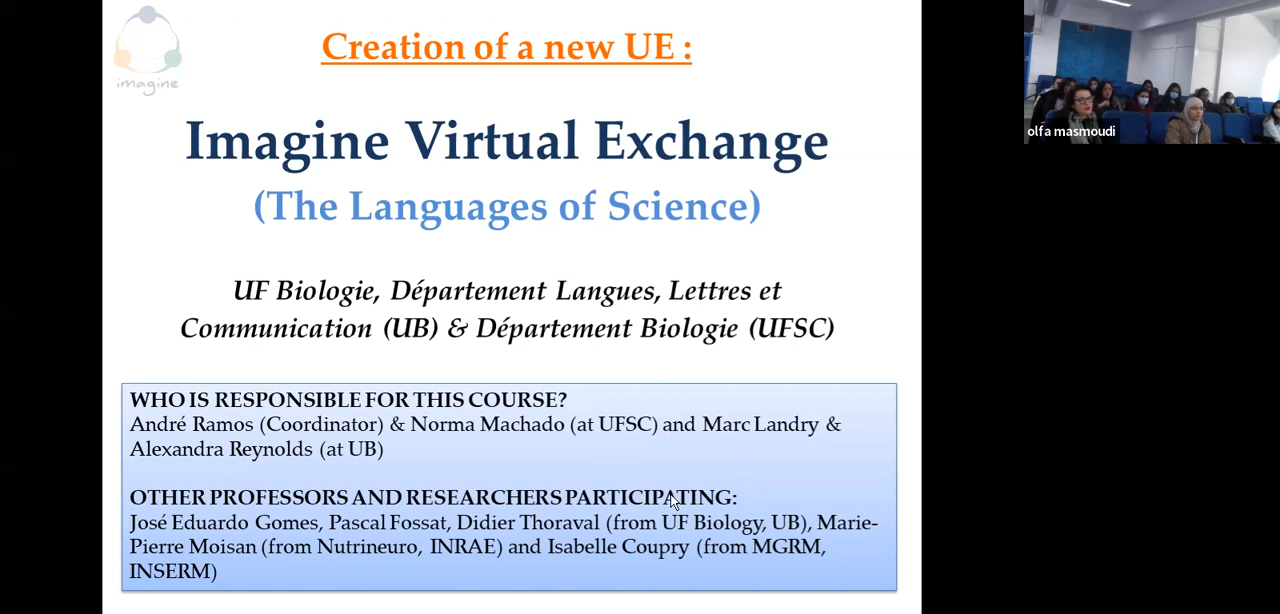 imagine
Creation of a new UE :
Imagine Virtual Exchange
(The Languages of Science)
UF Biologie, Département Langues, Lettres et
Communication (UB) & Département Biologie (UFSC)
WHO IS RESPONSIBLE FOR THIS COURSE?
André Ramos (Coordinator) & Norma Machado (at UFSC) and Marc Landry &
Alexandra Reynolds (at UB)
OTHER PROFESSORS AND RESEARCHERS PARTICIPATING:
José Eduardo Gomes, Pascal Fossat, Didier Thoraval (from UF Biology, UB), Marie-
Pierre Moisan (from Nutrineuro, INRAE) and Isabelle Coupry (from MGRM,
INSERM)
olfa masmoudi